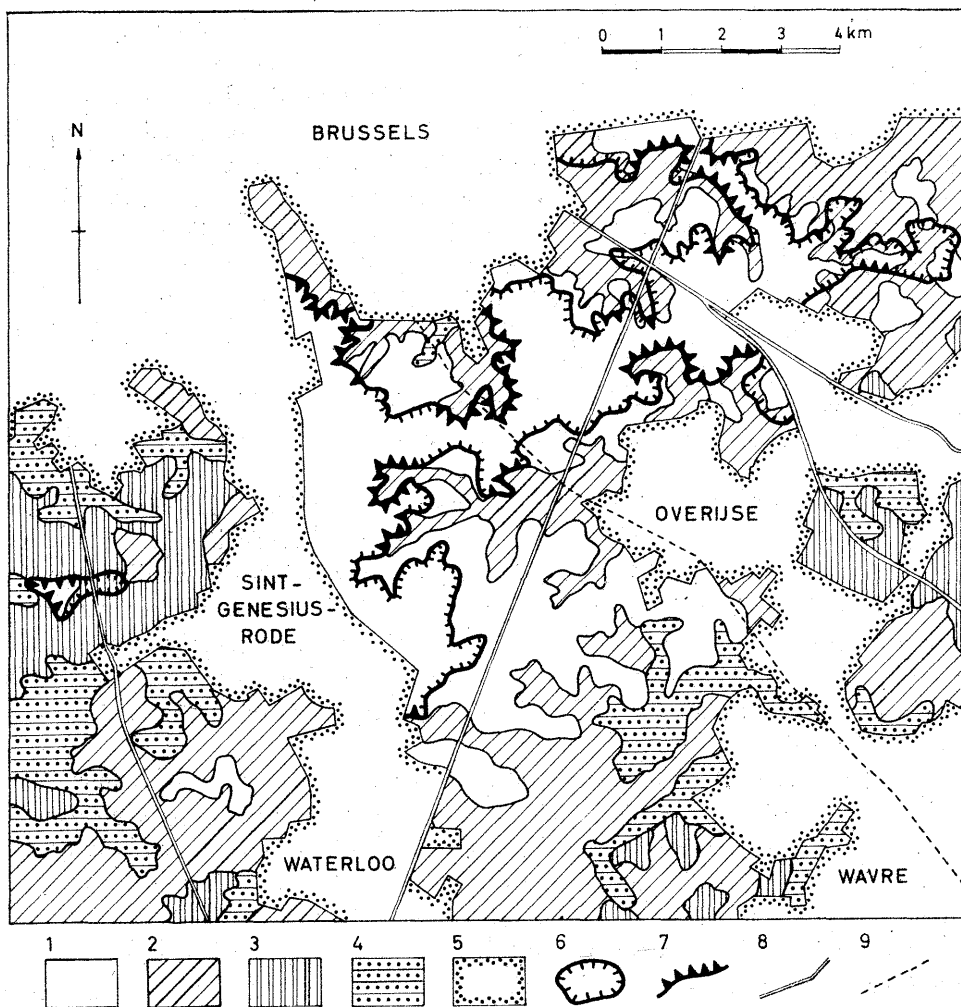 0 1 2 3 4 km
N
BRUSSELS
OVERIJSE
SINT-
GENESIUS-
RODE
WATERLOO
WAVRE
1 2 3 4 5 6 7 8 9